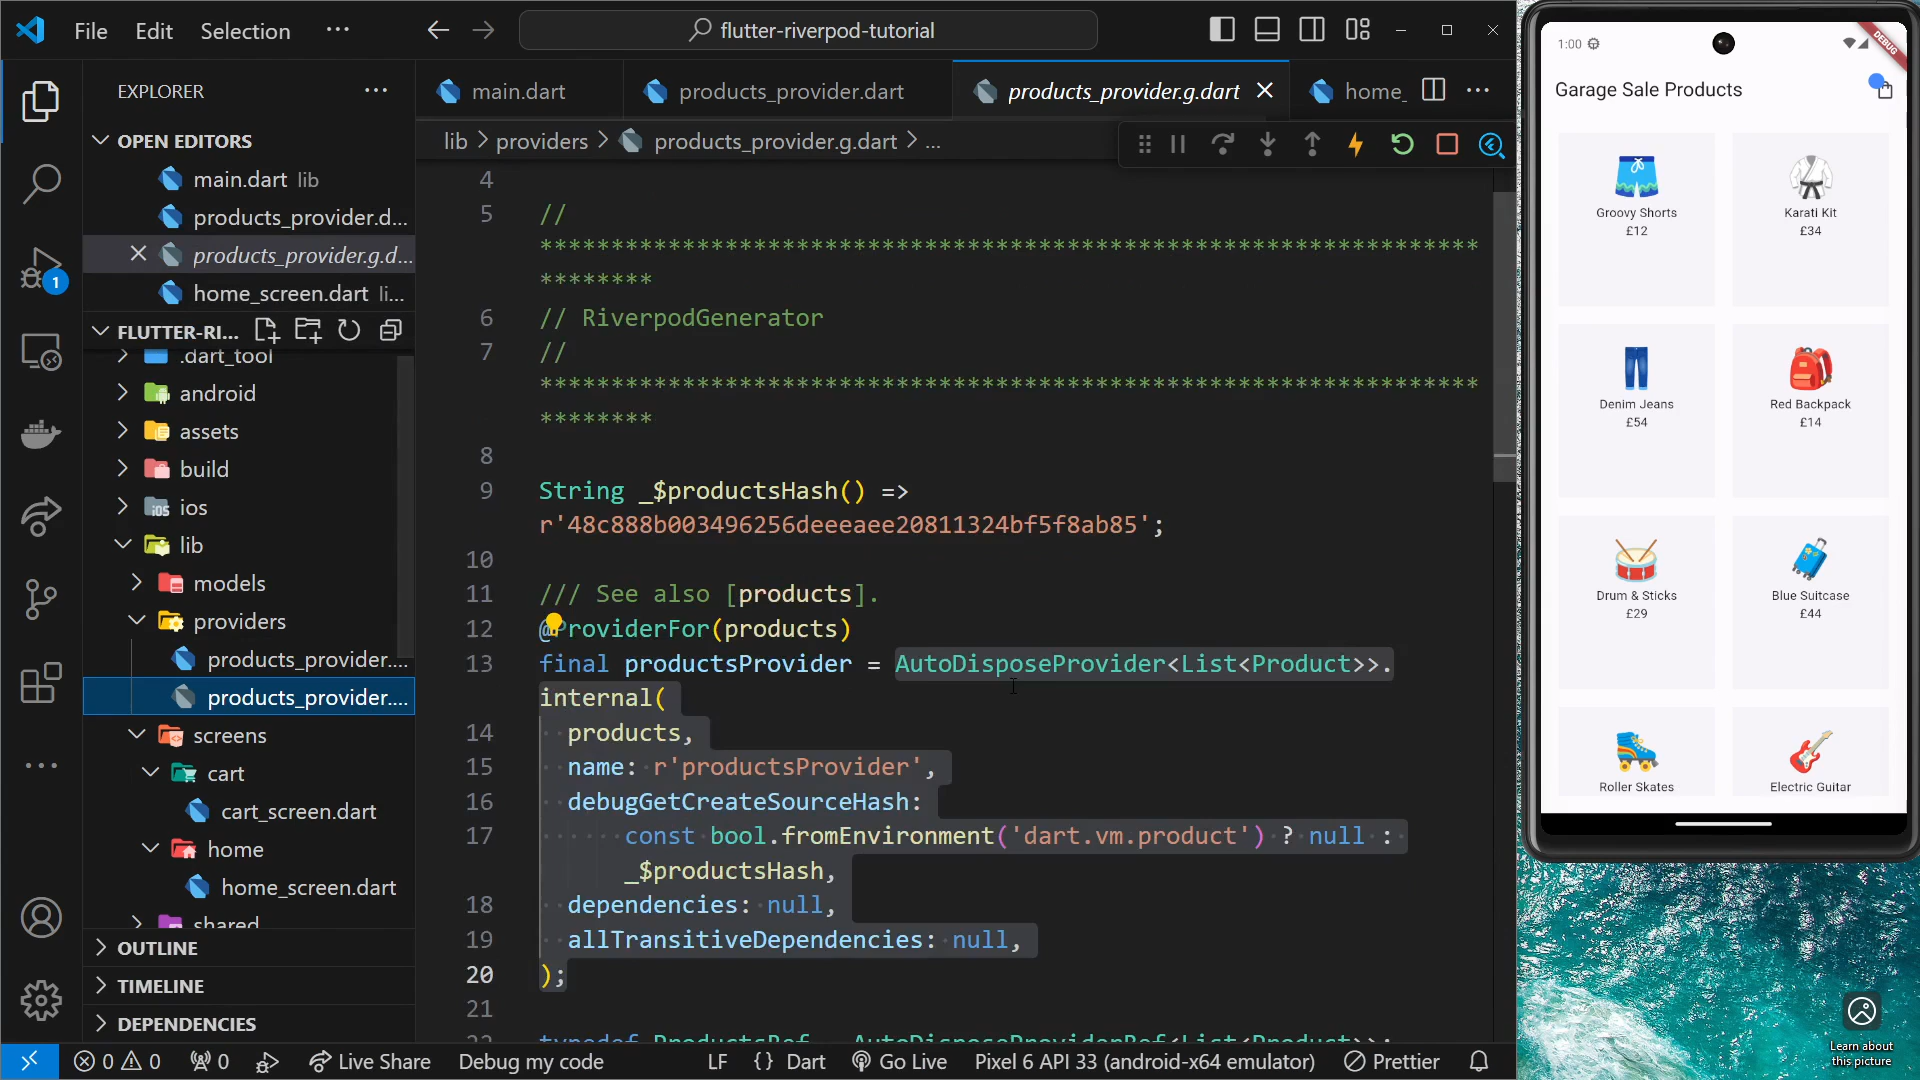 File Edit Selection ...
flutter-riverpod-tutorial
EXPLORER
OPEN EDITORS
main.dart lib
products_provider.d...
products_provider.g.d...
home_screen.dart li...
FLUTTER-RI...
.dart_tool
android
assets
build
ios
lib
models
providers
products_provider....
products_provider....
screens
cart
cart_screen.dart
home
home_screen.dart
shared
OUTLINE
TIMELINE
DEPENDENCIES
1
main.dart
products_provider.dart
products_provider.g.dart
home_
lib > providers > products_provider.g.dart > ...
4
5 //
******************************************************************
********
6 // RiverpodGenerator
7 //
******************************************************************
********
8
9 String _$productsHash() =>
r'48c888b003496256deeeaee20811324bf5f8ab85';
10
11 /// See also [products].
12 @ProviderFor(products)
13 final productsProvider = AutoDisposeProvider<List<Product>>.
internal(
14 products,
15 name: r'productsProvider',
16 debugGetCreateSourceHash:
17 const bool.fromEnvironment('dart.vm.product') ? null :
_$productsHash,
18 dependencies: null,
19 allTransitiveDependencies: null,
20 );
21
22 typedef ProductsRef = AutoDisposeProviderRef<List<Product>>;
0 0 0 Live Share Debug my code LF {} Dart Go Live Pixel 6 API 33 (android-x64 emulator) Prettier
1:00
DEBUG
Garage Sale Products
Groovy Shorts
£12
Karati Kit
£34
Denim Jeans
£54
Red Backpack
£14
Drum & Sticks
£29
Blue Suitcase
£44
Roller Skates
Electric Guitar
Learn about
this picture